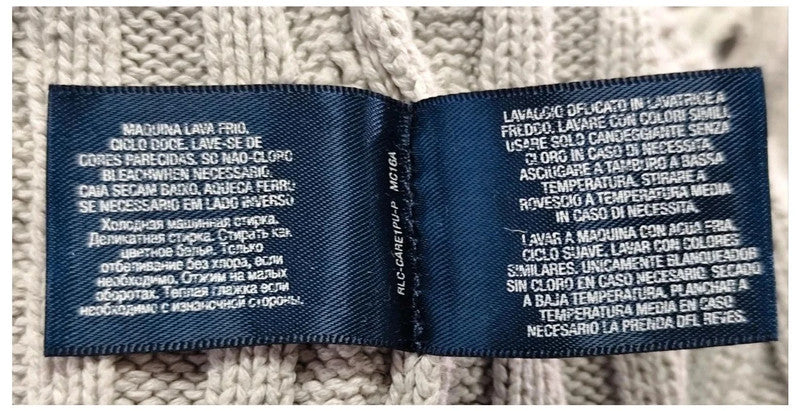 MAQUINA LAVA FRIO,
CICLO DOCE. LAVE-SE DE
CORES PARECIDAS. SO NÃO-CLORO
BLEACHWHEN NECESSARIO.
CAIA SECAM BAIXO, AQUECA FERRO
SE NECESSARIO EM LADO INVERSO
Холодная машинная стирка.
Деликатная стирка. Стирать как
цветное белье. Только
отбеливание без хлора, если
необходимо. Отжим на малых
оборотах. Теплая глажка если
необходимо с изнаночной стороны.
RLC-CARE1PU-P MC16A
LAVAGGIO DELICATO IN LAVATRICE A
FREDDO. LAVARE CON COLORI SIMILI.
USARE SOLO CANDEGGIANTE SENZA
CLORO IN CASO DI NECESSITA.
ASCIUGARE A TAMBURO A BASSA
TEMPERATURA. STIRARE A
ROVESCIO A TEMPERATURA MEDIA
IN CASO DI NECESSITA.
LAVAR A MAQUINA CON AGUA FRIA.
CICLO SUAVE. LAVAR CON COLORES
SIMILARES. UNICAMENTE BLANQUEADOR
SIN CLORO EN CASO NECESARIO. SECADO
A BAJA TEMPERATURA, PLANCHAR A
TEMPERATURA MEDIA EN CASO
NECESARIO LA PRENDA DEL REVES.